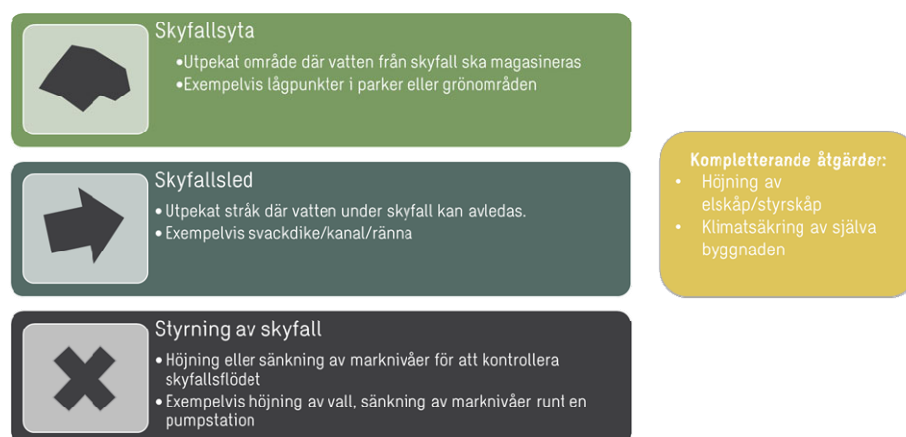 Skyfallsyta
•Utpekat område där vatten från skyfall ska magasineras
•Exempelvis lågpunkter i parker eller grönområden
Skyfallsled
• Utpekat stråk där vatten under skyfall kan avledas.
• Exempelvis svackdike/kanal/ränna
Styrning av skyfall
• Höjning eller sänkning av marknivåer för att kontrollera
skyfallsflödet
• Exempelvis höjning av vall, sänkning av marknivåer runt en
pumpstation
Kompletterande åtgärder:
• Höjning av
elskåp/styrskåp
• Klimatsäkring av själva
byggnaden